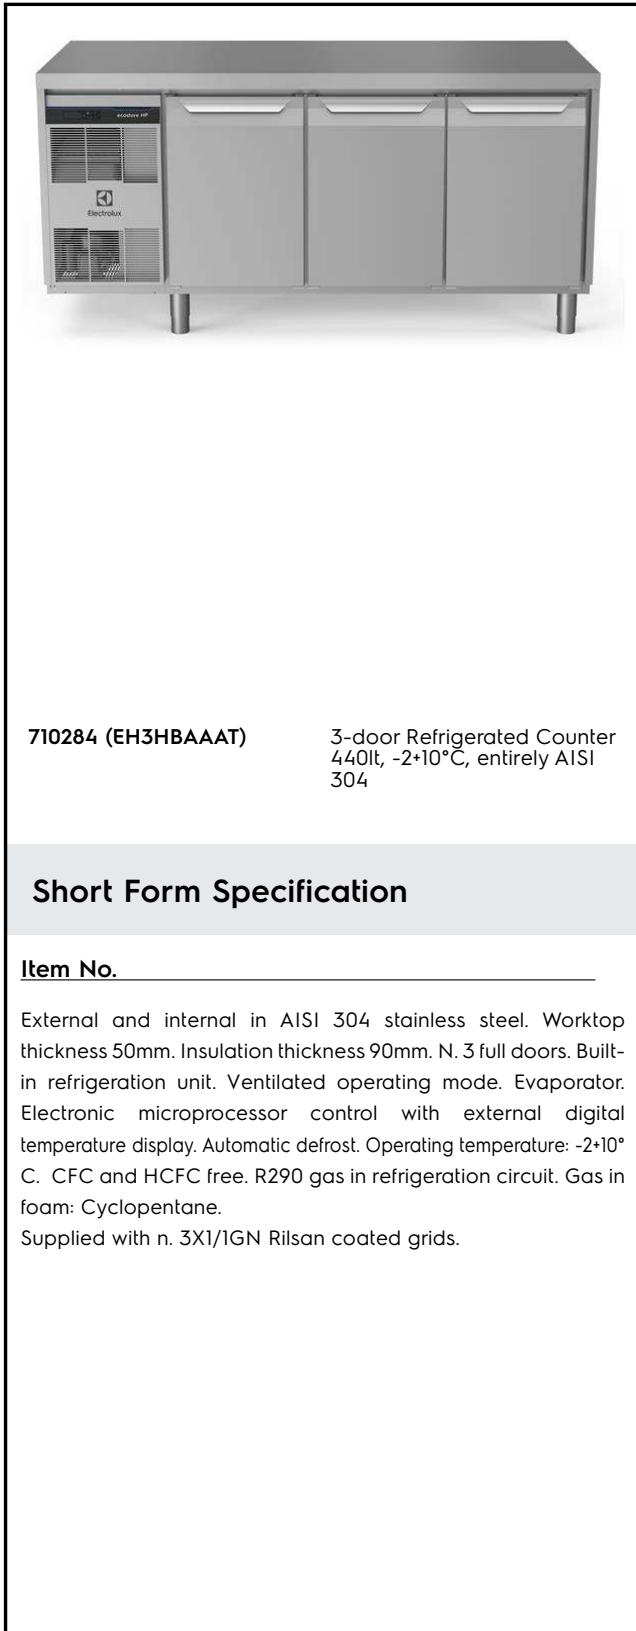 ecostore HP
Electrolux
710284 (EH3HBAAAT)
3-door Refrigerated Counter
440lt, -2+10°C, entirely AISI
304
Short Form Specification
Item No.
External and internal in AISI 304 stainless steel. Worktop
thickness 50mm. Insulation thickness 90mm. N. 3 full doors. Built-
in refrigeration unit. Ventilated operating mode. Evaporator.
Electronic microprocessor control with external digital
temperature display. Automatic defrost. Operating temperature: -2+10°
C. CFC and HCFC free. R290 gas in refrigeration circuit. Gas in
foam: Cyclopentane.
Supplied with n. 3X1/1GN Rilsan coated grids.